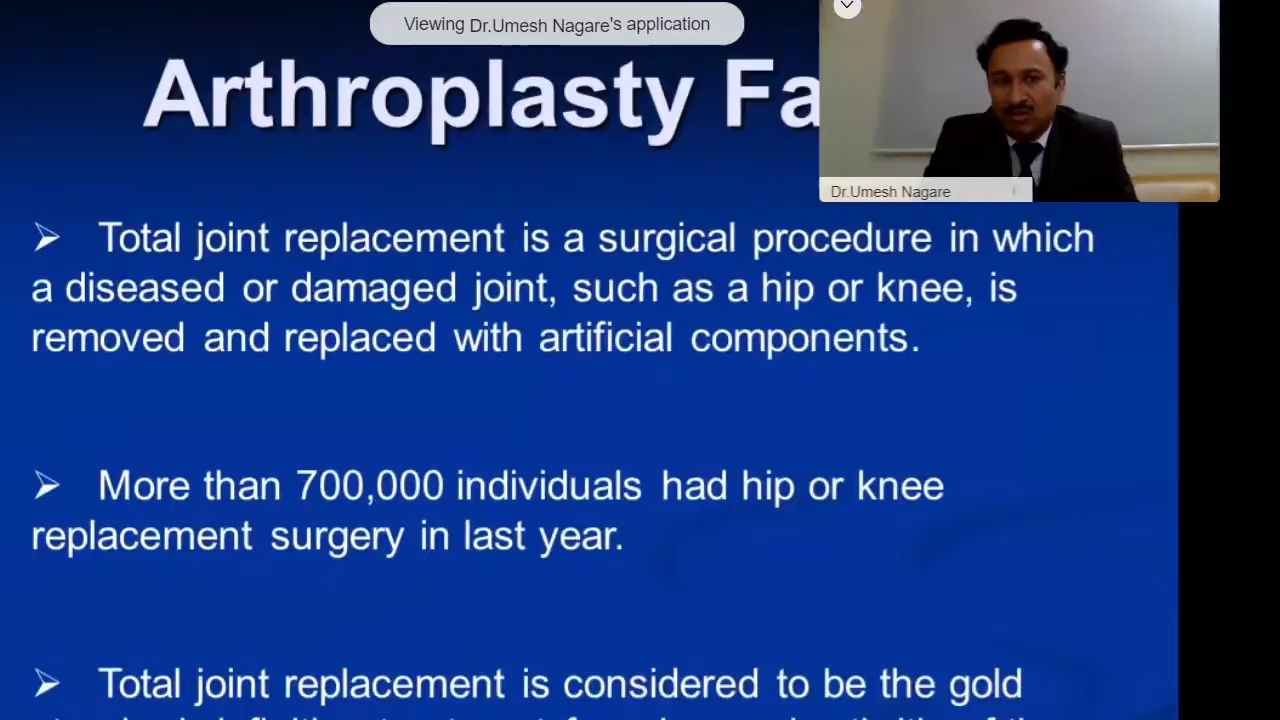 Viewing Dr.Umesh Nagare's application
Arthroplasty Fa
Dr.Umesh Nagare
➢ Total joint replacement is a surgical procedure in which
a diseased or damaged joint, such as a hip or knee, is
removed and replaced with artificial components.
➢ More than 700,000 individuals had hip or knee
replacement surgery in last year.
➢ Total joint replacement is considered to be the gold